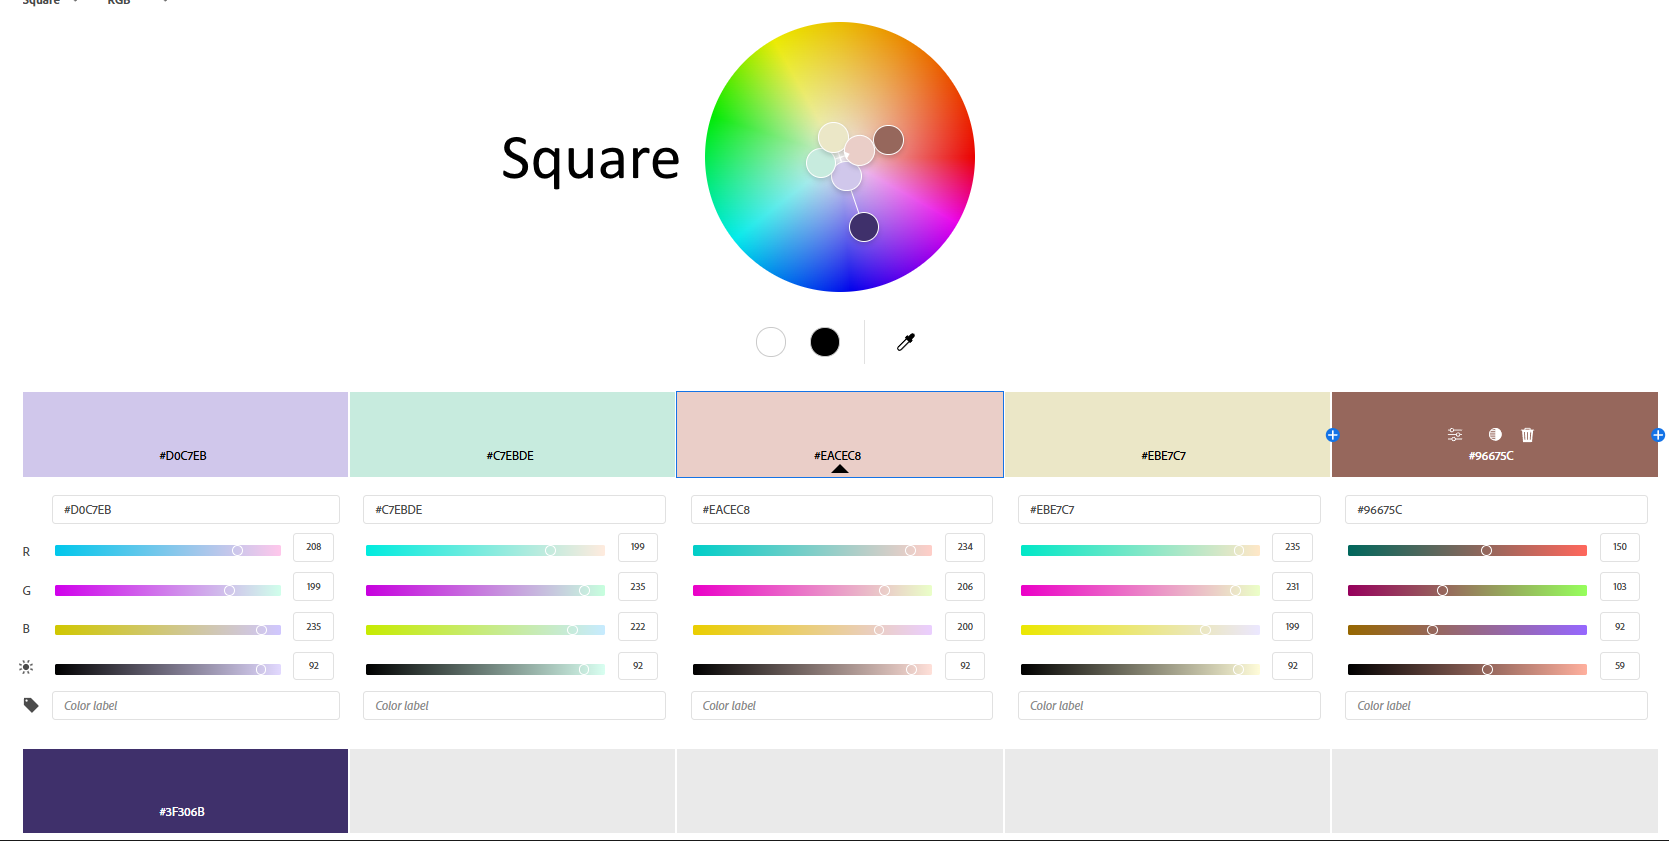 Square RGB
Square
#D0C7EB #C7EBDE #EACEC8 #EBE7C7 #96675C
#D0C7EB #C7EBDE #EACEC8 #EBE7C7 #96675C
R 208 199 234 235 150
G 199 235 206 231 103
B 235 222 200 199 92
92 92 92 92 59
Color label Color label Color label Color label Color label
#3F306B